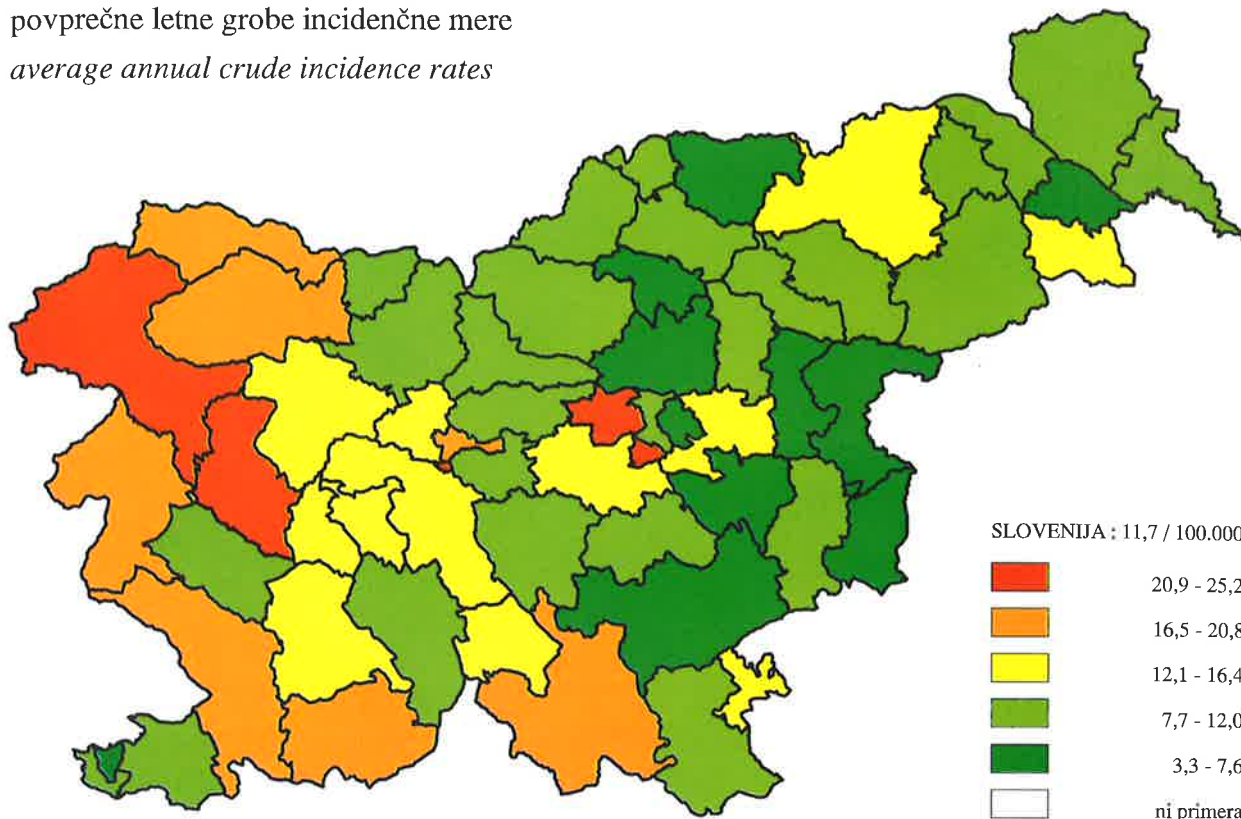 povprečne letne grobe incidenčne mere
average annual crude incidence rates
SLOVENIJA : 11,7 / 100.000
20,9 - 25,2
16,5 - 20,8
12,1 - 16,4
7,7 - 12,0
3,3 - 7,6
ni primera